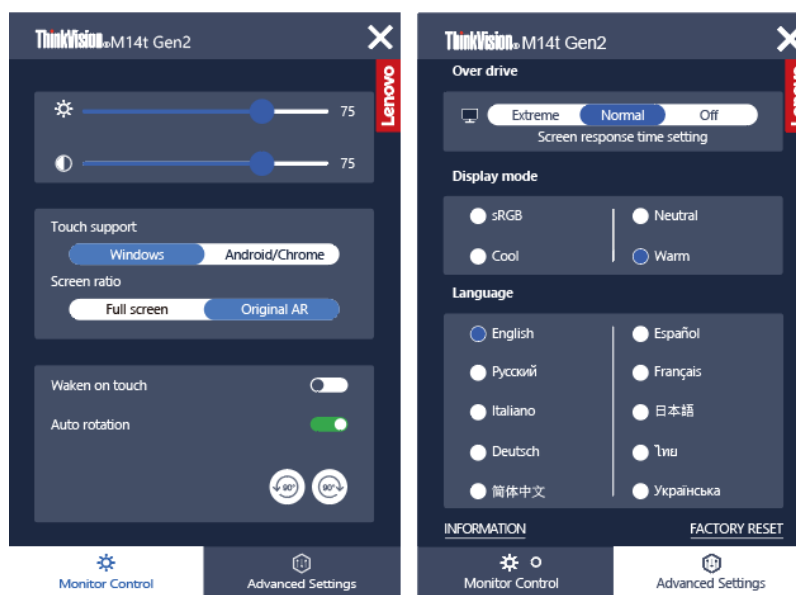 ThinkVision M14t Gen2
Lenovo
75
75
Touch support
Windows Android/Chrome
Screen ratio
Full screen Original AR
Waken on touch
Auto rotation
90° 90°
Monitor Control Advanced Settings
ThinkVision M14t Gen2
Lenovo
Over drive
Extreme Normal Off
Screen response time setting
Display mode
sRGB Neutral
Cool Warm
Language
English Español
Русский Français
Italiano 日本語
Deutsch ไทย
简体中文 Українська
INFORMATION FACTORY RESET
Monitor Control Advanced Settings